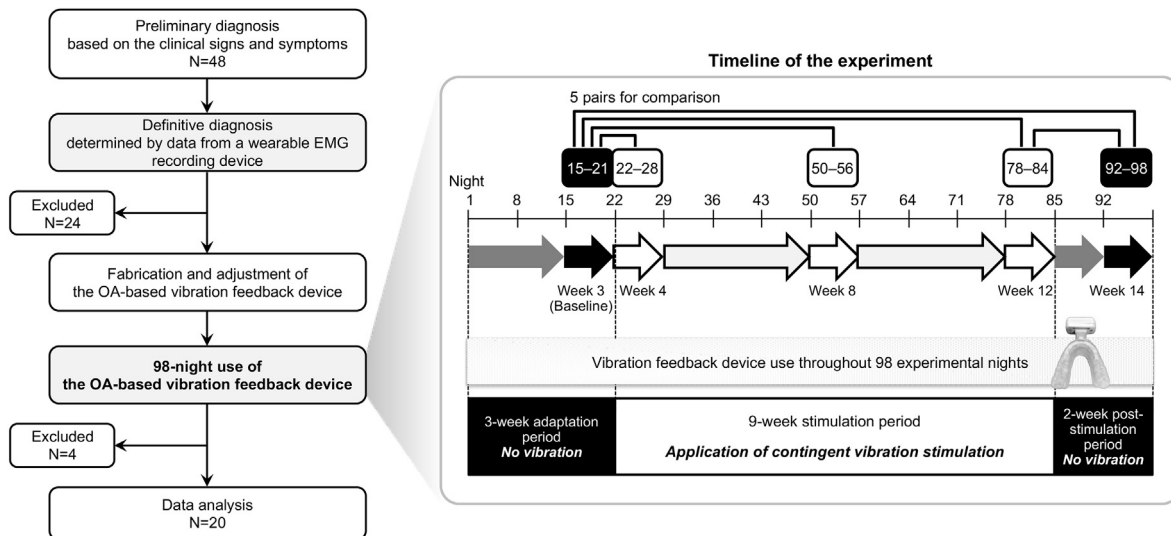 Preliminary diagnosis
based on the clinical signs and symptoms
N=48
Definitive diagnosis
determined by data from a wearable EMG
recording device
Excluded
N=24
Fabrication and adjustment of
the OA-based vibration feedback device
98-night use of
the OA-based vibration feedback device
Excluded
N=4
Data analysis
N=20
Timeline of the experiment
5 pairs for comparison
15–21 22–28 50–56 78–84 92–98
Night
1 8 15 22 29 36 43 50 57 64 71 78 85 92
Week 3 Week 4 Week 8 Week 12 Week 14
(Baseline)
Vibration feedback device use throughout 98 experimental nights
3-week adaptation
period
No vibration
9-week stimulation period
Application of contingent vibration stimulation
2-week post-
stimulation
period
No vibration